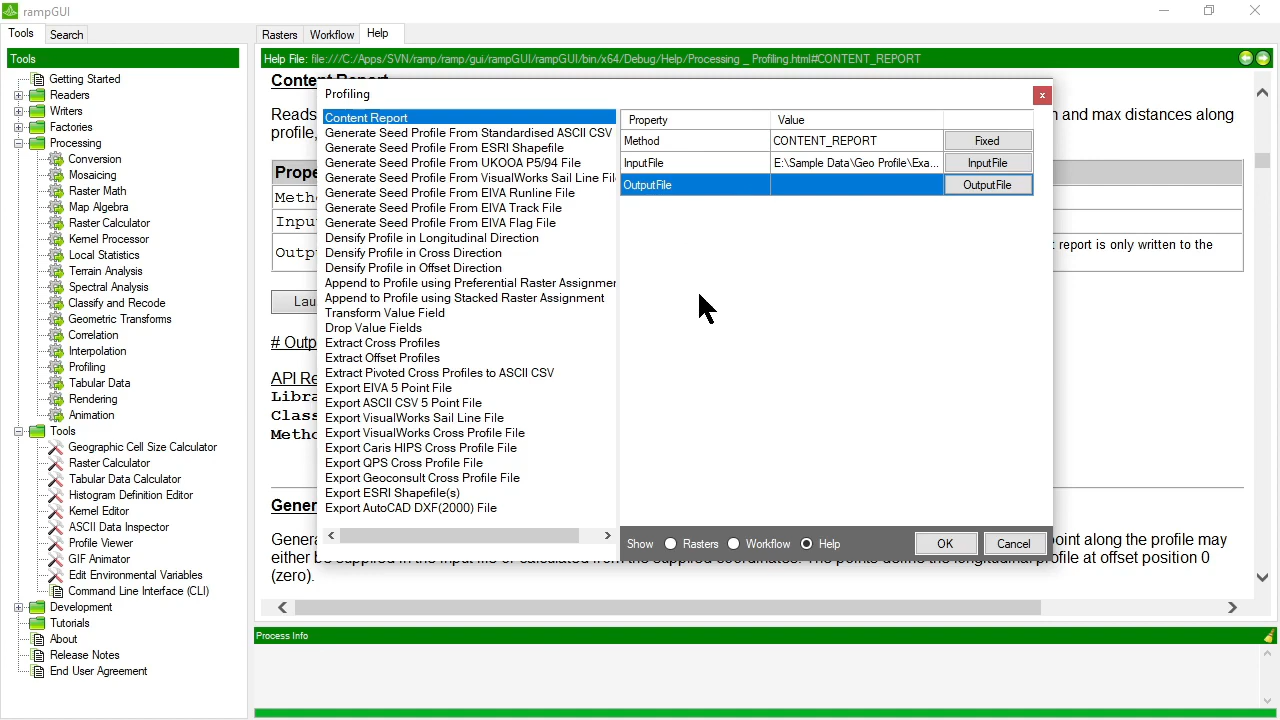 rampGUI
Tools
Search
Rasters
Workflow
Help
Tools
Help File: file:///C:/Apps/SVN/ramp/ramp/gui/rampGUI/rampGUI/bin/x64/Debug/Help/Processing _ Profiling.html#CONTENT_REPORT
Getting Started
Readers
Writers
Factories
Processing
Conversion
Mosaicing
Raster Math
Map Algebra
Raster Calculator
Kernel Processor
Local Statistics
Terrain Analysis
Spectral Analysis
Classify and Recode
Geometric Transforms
Correlation
Interpolation
Profiling
Tabular Data
Rendering
Animation
Tools
Geographic Cell Size Calculator
Raster Calculator
Tabular Data Calculator
Histogram Definition Editor
Kernel Editor
ASCII Data Inspector
Profile Viewer
GIF Animator
Edit Environmental Variables
Command Line Interface (CLI)
Development
Tutorials
About
Release Notes
End User Agreement
Content Report
Reads
and max distances along
profile,
Prope
Metho
Inpu
Outpu
report is only written to the
Lau
# Outp
API Re
Libra
Class
Metho
Gener
Genera
oint along the profile may
either b
profile at offset position 0
(zero).
Profiling
x
Content Report
Generate Seed Profile From Standardised ASCII CSV
Generate Seed Profile From ESRI Shapefile
Generate Seed Profile From UKOOA P5/94 File
Generate Seed Profile From VisualWorks Sail Line Fil
Generate Seed Profile From EIVA Runline File
Generate Seed Profile From EIVA Track File
Generate Seed Profile From EIVA Flag File
Densify Profile in Longitudinal Direction
Densify Profile in Cross Direction
Densify Profile in Offset Direction
Append to Profile using Preferential Raster Assignmer
Append to Profile using Stacked Raster Assignment
Transform Value Field
Drop Value Fields
Extract Cross Profiles
Extract Offset Profiles
Extract Pivoted Cross Profiles to ASCII CSV
Export EIVA 5 Point File
Export ASCII CSV 5 Point File
Export VisualWorks Sail Line File
Export VisualWorks Cross Profile File
Export Caris HIPS Cross Profile File
Export QPS Cross Profile File
Export Geoconsult Cross Profile File
Export ESRI Shapefile(s)
Export AutoCAD DXF(2000) File
Property Value
Method CONTENT_REPORT Fixed
InputFile E:\Sample Data\Geo Profile\Exa... InputFile
OutputFile OutputFile
Show Rasters Workflow Help OK Cancel
Process Info